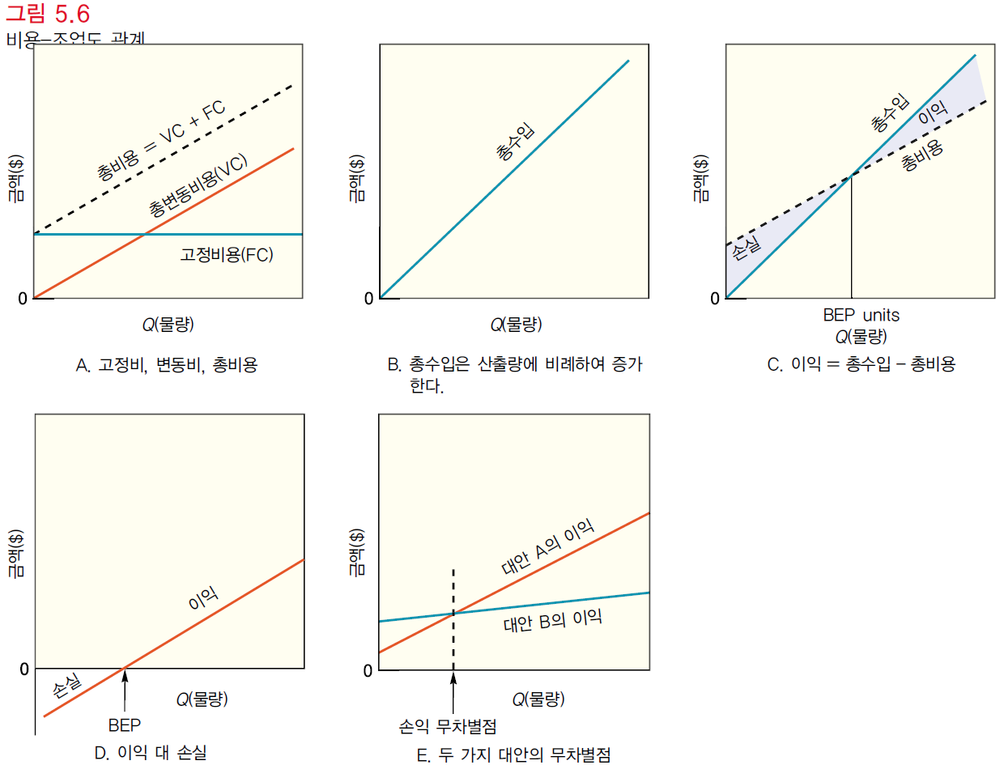 그림 5.6
비용–조업도 관계
금액($)
총비용 = VC + FC
총변동비용(VC)
고정비용(FC)
0
Q(물량)
A. 고정비, 변동비, 총비용
금액($)
총수입
0
Q(물량)
B. 총수입은 산출량에 비례하여 증가
한다.
금액($)
총수입
이익
총비용
손실
0
BEP units
Q(물량)
C. 이익 = 총수입 – 총비용
금액($)
이익
손실
0
Q(물량)
BEP
D. 이익 대 손실
금액($)
대안 A의 이익
대안 B의 이익
0
Q(물량)
손익 무차별점
E. 두 가지 대안의 무차별점